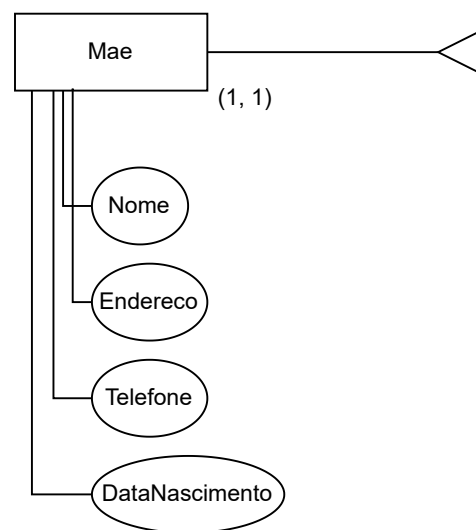 Mae
(1, 1)
Nome
Endereco
Telefone
DataNascimento